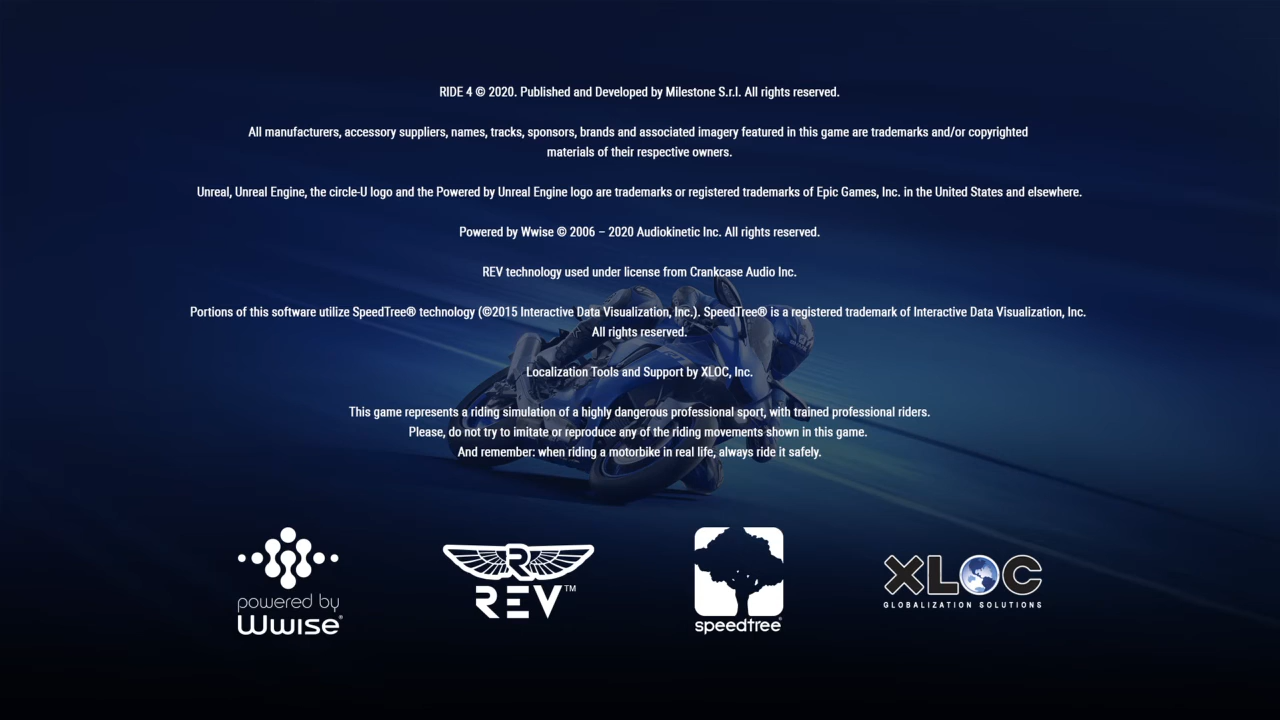 RIDE 4 © 2020. Published and Developed by Milestone S.r.l. All rights reserved.
All manufacturers, accessory suppliers, names, tracks, sponsors, brands and associated imagery featured in this game are trademarks and/or copyrighted
materials of their respective owners.
Unreal, Unreal Engine, the circle-U logo and the Powered by Unreal Engine logo are trademarks or registered trademarks of Epic Games, Inc. in the United States and elsewhere.
Powered by Wwise © 2006 – 2020 Audiokinetic Inc. All rights reserved.
REV technology used under license from Crankcase Audio Inc.
Portions of this software utilize SpeedTree® technology (©2015 Interactive Data Visualization, Inc.). SpeedTree® is a registered trademark of Interactive Data Visualization, Inc.
All rights reserved.
Localization Tools and Support by XLOC, Inc.
This game represents a riding simulation of a highly dangerous professional sport, with trained professional riders.
Please, do not try to imitate or reproduce any of the riding movements shown in this game.
And remember: when riding a motorbike in real life, always ride it safely.
powered by
Wwise®
R
REV™
speedtree®
XLOC
GLOBALIZATION SOLUTIONS